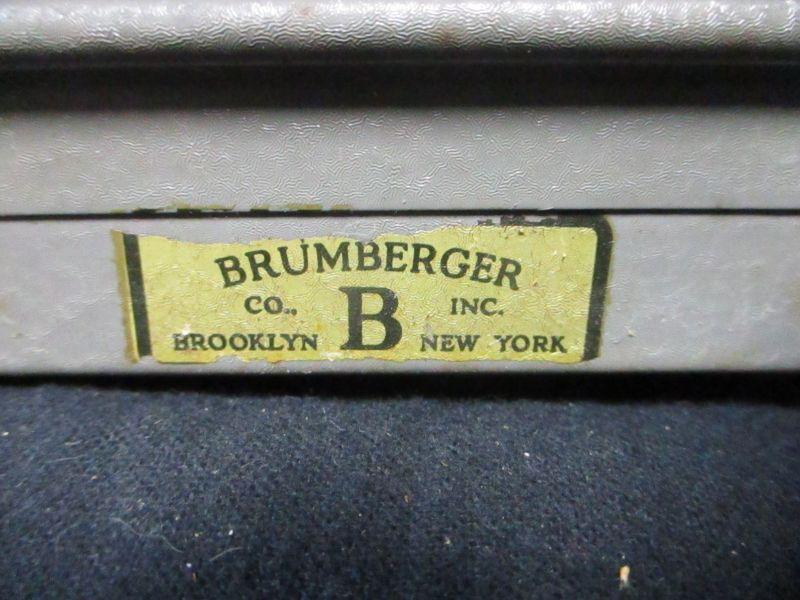 BRUMBERGER
CO., B INC.
BROOKLYN NEW YORK